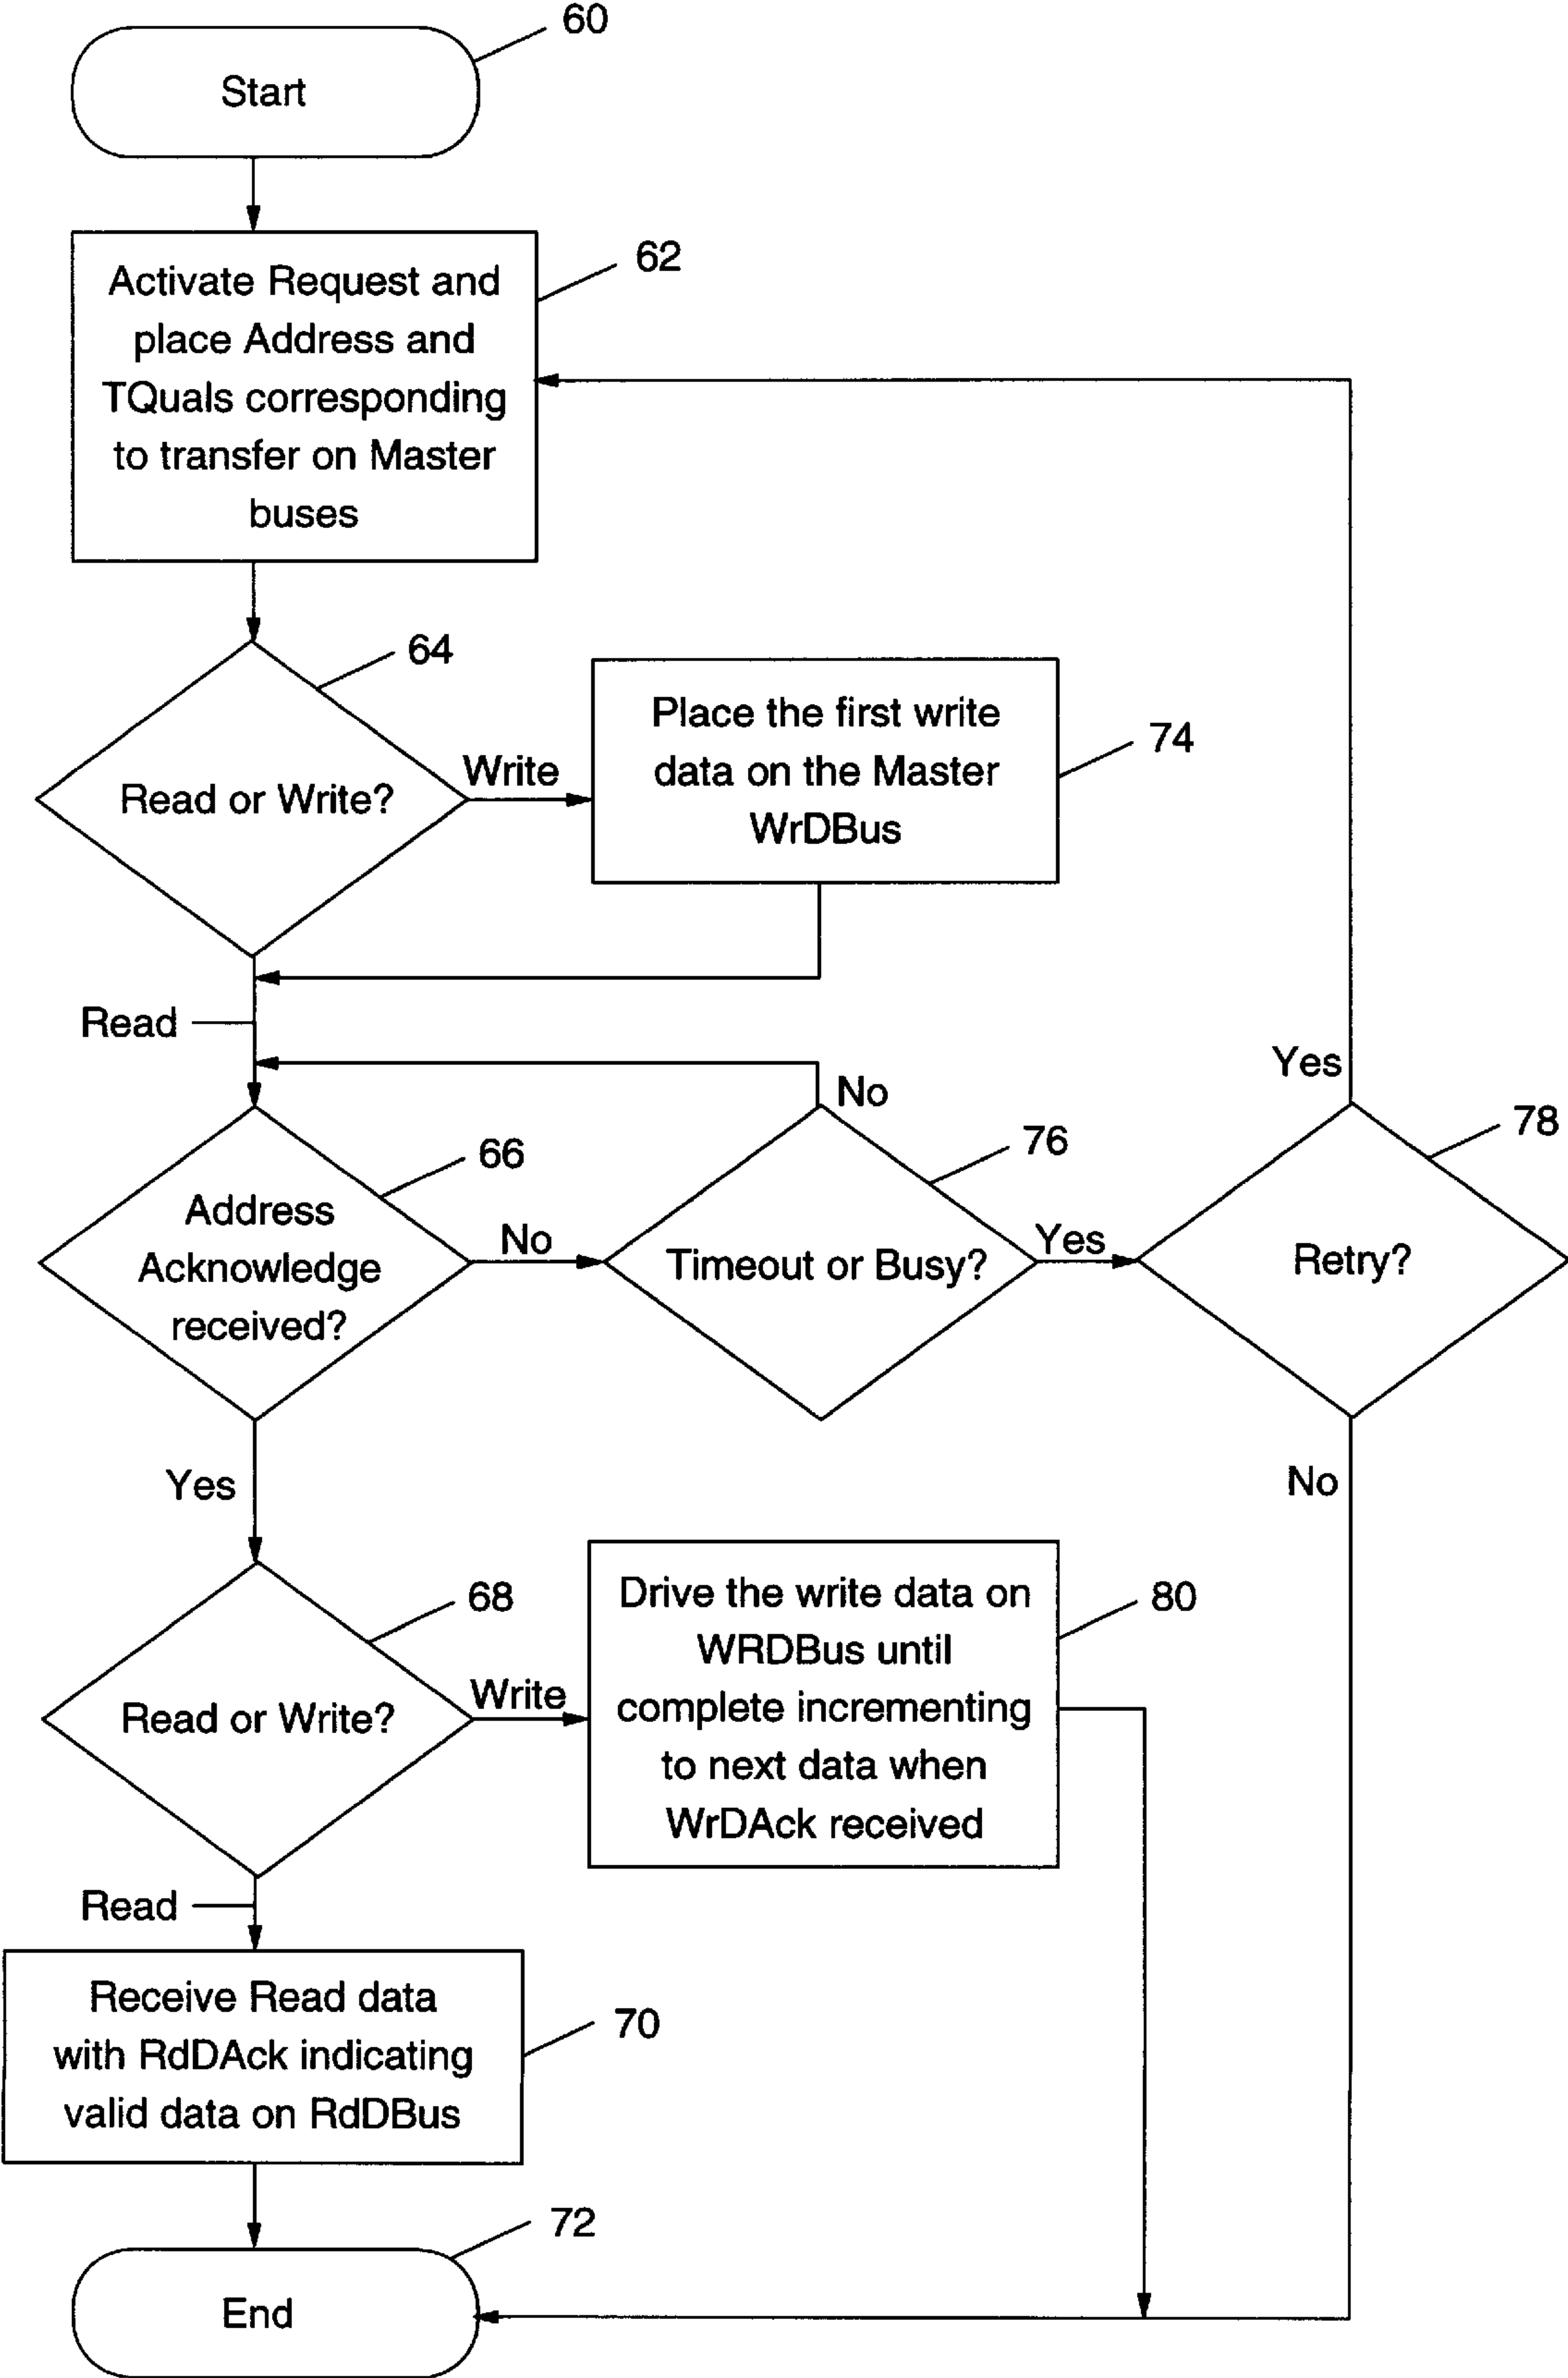 60
Start
62
Activate Request and
place Address and
TQuals corresponding
to transfer on Master
buses
64
Read or Write?
Write
Place the first write
data on the Master
WrDBus
74
Read
No
Yes
66
Address
Acknowledge
received?
No
76
Timeout or Busy?
Yes
78
Retry?
Yes
No
68
Read or Write?
Write
Drive the write data on
WRDBus until
complete incrementing
to next data when
WrDAck received
80
Read
Receive Read data
with RdDAck indicating
valid data on RdDBus
70
72
End